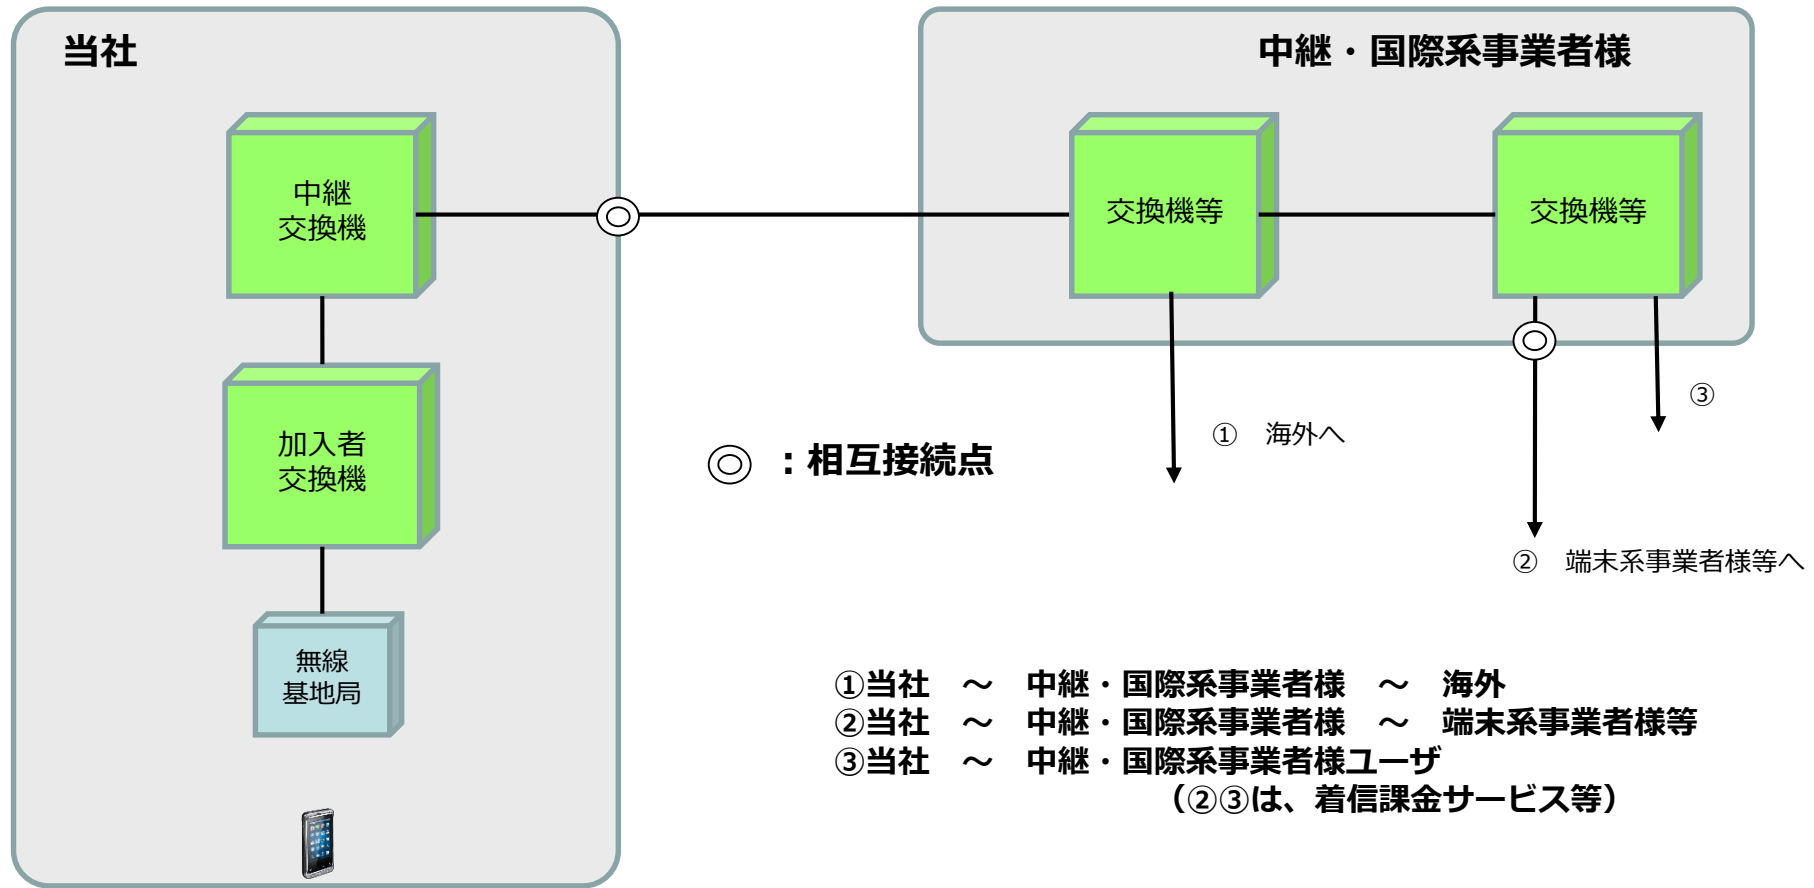 当社
中継・国際系事業者様
中継
交換機
交換機等
交換機等
加入者
交換機
無線
基地局
③
① 海外へ
：相互接続点
② 端末系事業者様等へ
①当社 ～ 中継・国際系事業者様 ～ 海外
②当社 ～ 中継・国際系事業者様 ～ 端末系事業者様等
③当社 ～ 中継・国際系事業者様ユーザ
（②③は、着信課金サービス等）